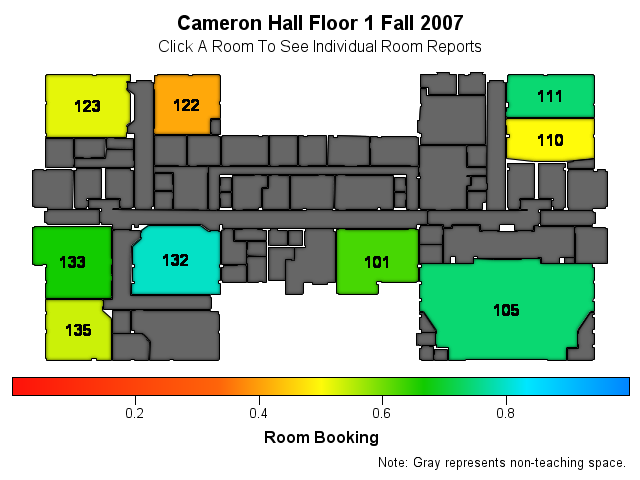 Cameron Hall Floor 1 Fall 2007
Click A Room To See Individual Room Reports
123
122
111
110
133
132
101
105
135
0.2 0.4 0.6 0.8
Room Booking
Note: Gray represents non-teaching space.